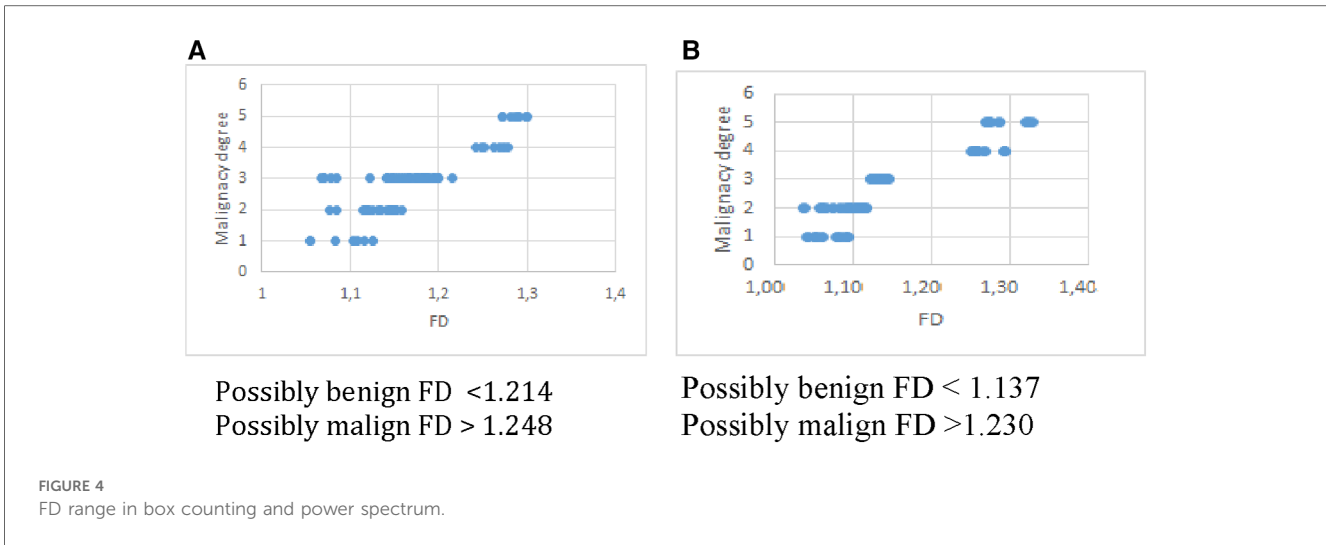 A
6
5
4
3
2
1
0
Malignacy degree
1
1,1
1,2
1,3
1,4
FD
Possibly benign FD <1.214
Possibly malign FD > 1.248
B
6
5
4
3
2
1
0
Malignacy degree
1,00
1,10
1,20
1,30
1,40
FD
Possibly benign FD < 1.137
Possibly malign FD >1.230
FIGURE 4
FD range in box counting and power spectrum.